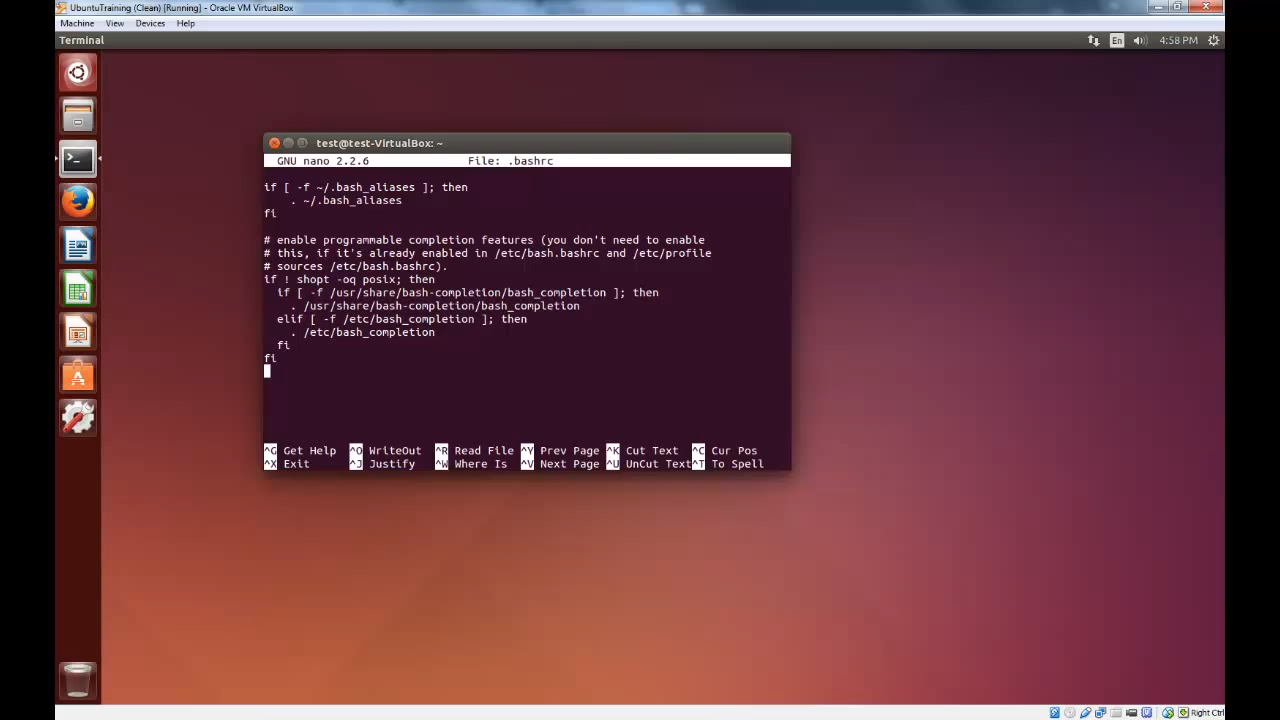 UbuntuTraining (Clean) [Running] - Oracle VM VirtualBox
Machine View Devices Help
Terminal En 4:58 PM
test@test-VirtualBox: ~
GNU nano 2.2.6 File: .bashrc
if [ -f ~/.bash_aliases ]; then
    . ~/.bash_aliases
fi
# enable programmable completion features (you don't need to enable
# this, if it's already enabled in /etc/bash.bashrc and /etc/profile
# sources /etc/bash.bashrc).
if ! shopt -oq posix; then
  if [ -f /usr/share/bash-completion/bash_completion ]; then
    . /usr/share/bash-completion/bash_completion
  elif [ -f /etc/bash_completion ]; then
    . /etc/bash_completion
  fi
fi
^G Get Help ^O WriteOut ^R Read File ^Y Prev Page ^K Cut Text ^C Cur Pos
^X Exit ^J Justify ^W Where Is ^V Next Page ^U UnCut Text ^T To Spell
Right Ctrl